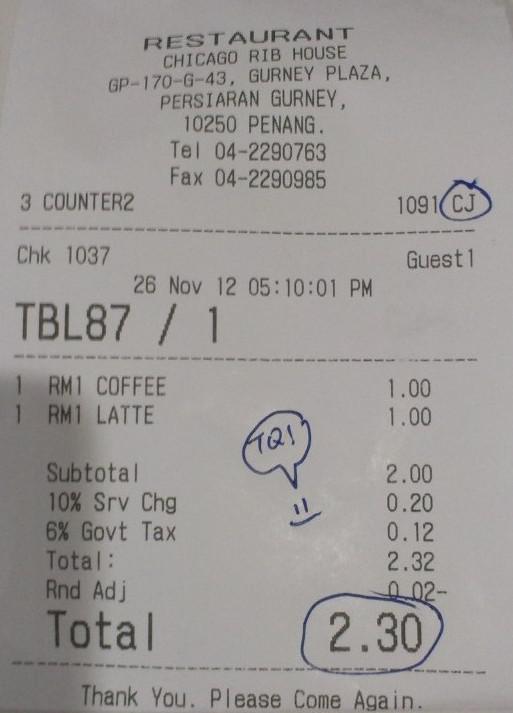 RESTAURANT
CHICAGO RIB HOUSE
GP-170-G-43, GURNEY PLAZA,
PERSIARAN GURNEY,
10250 PENANG.
Tel 04-2290763
Fax 04-2290985
3 COUNTER2 1091 CJ
Chk 1037 Guest1
26 Nov 12 05:10:01 PM
TBL87 / 1
1 RM1 COFFEE 1.00
1 RM1 LATTE 1.00
TQ!
Subtotal 2.00
10% Srv Chg 0.20
6% Govt Tax 0.12
Total: 2.32
Rnd Adj 0.02-
Total 2.30
Thank You. Please Come Again.